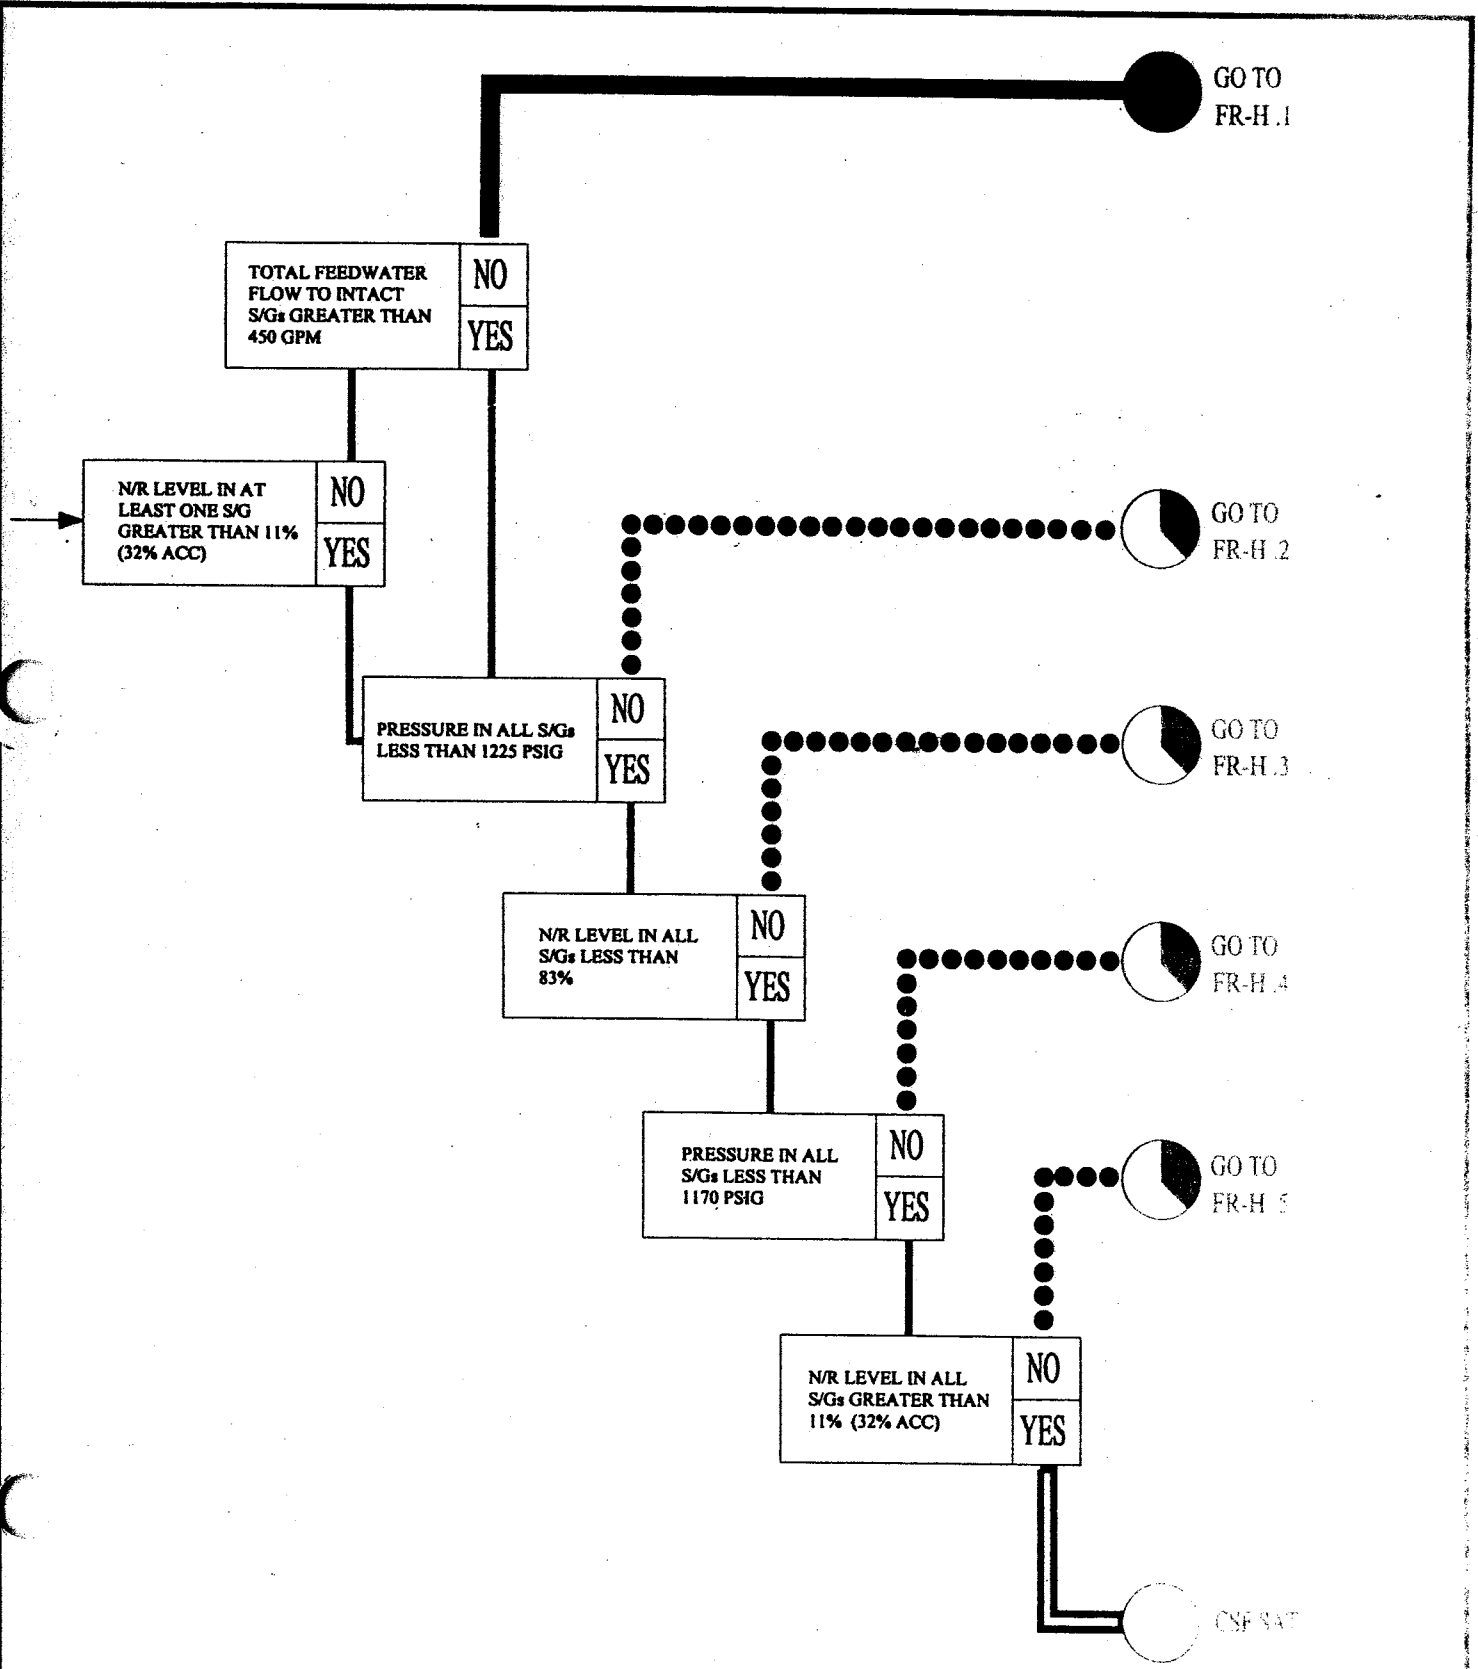 GO TO
FR-H .1
TOTAL FEEDWATER
FLOW TO INTACT
S/Gs GREATER THAN
450 GPM
NO
YES
N/R LEVEL IN AT
LEAST ONE S/G
GREATER THAN 11%
(32% ACC)
NO
YES
GO TO
FR-H .2
PRESSURE IN ALL S/Gs
LESS THAN 1225 PSIG
NO
YES
GO TO
FR-H .3
N/R LEVEL IN ALL
S/Gs LESS THAN
83%
NO
YES
GO TO
FR-H .4
PRESSURE IN ALL
S/Gs LESS THAN
1170 PSIG
NO
YES
GO TO
FR-H 5
N/R LEVEL IN ALL
S/Gs GREATER THAN
11% (32% ACC)
NO
YES
CSF SAT